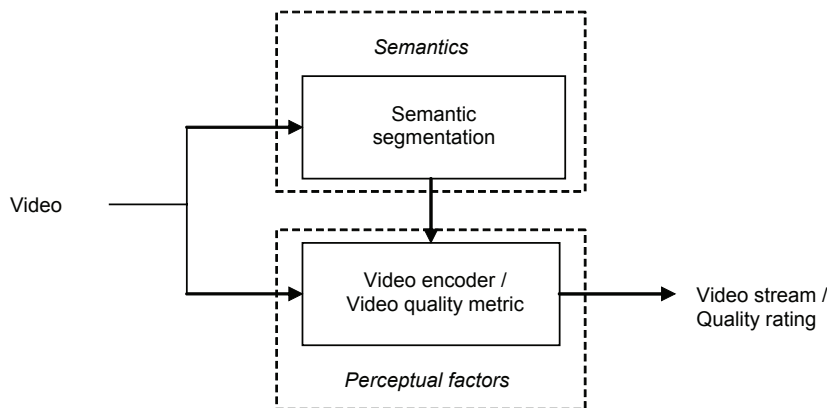 Semantics
Semantic
segmentation
Video
Video encoder /
Video quality metric
Video stream /
Quality rating
Perceptual factors